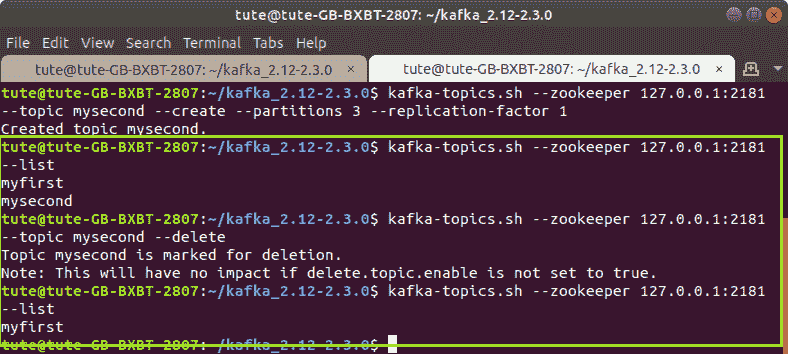 tute@tute-GB-BXBT-2807: ~/kafka_2.12-2.3.0
File Edit View Search Terminal Tabs Help
tute@tute-GB-BXBT-2807: ~/kafka_2.12-2.3.0 × tute@tute-GB-BXBT-2807: ~/kafka_2.12-2.3.0 ×
tute@tute-GB-BXBT-2807:~/kafka_2.12-2.3.0$ kafka-topics.sh --zookeeper 127.0.0.1:2181
--topic mysecond --create --partitions 3 --replication-factor 1
Created topic mysecond.
tute@tute-GB-BXBT-2807:~/kafka_2.12-2.3.0$ kafka-topics.sh --zookeeper 127.0.0.1:2181
--list
myfirst
mysecond
tute@tute-GB-BXBT-2807:~/kafka_2.12-2.3.0$ kafka-topics.sh --zookeeper 127.0.0.1:2181
--topic mysecond --delete
Topic mysecond is marked for deletion.
Note: This will have no impact if delete.topic.enable is not set to true.
tute@tute-GB-BXBT-2807:~/kafka_2.12-2.3.0$ kafka-topics.sh --zookeeper 127.0.0.1:2181
--list
myfirst
tute@tute-GB-BXBT-2807:~/kafka_2.12-2.3.0$